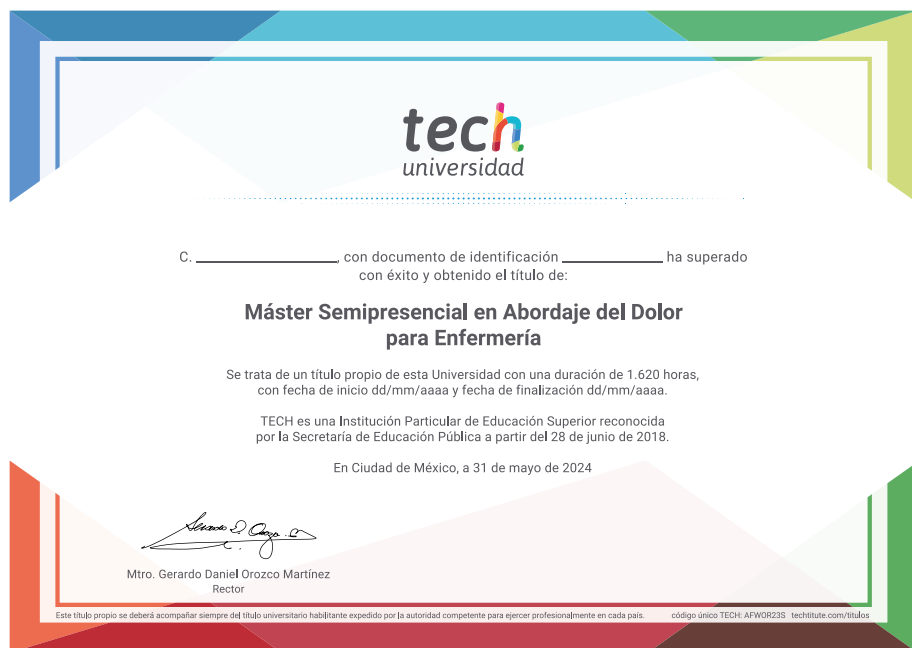 tech
universidad
C. ____________________, con documento de identificación ______________ ha superado
con éxito y obtenido el título de:
Máster Semipresencial en Abordaje del Dolor
para Enfermería
Se trata de un título propio de esta Universidad con una duración de 1.620 horas,
con fecha de inicio dd/mm/aaaa y fecha de finalización dd/mm/aaaa.
TECH es una Institución Particular de Educación Superior reconocida
por la Secretaría de Educación Pública a partir del 28 de junio de 2018.
En Ciudad de México, a 31 de mayo de 2024
Mtro. Gerardo Daniel Orozco Martínez
Rector
Este título propio se deberá acompañar siempre del título universitario habilitante expedido por la autoridad competente para ejercer profesionalmente en cada país. código único TECH: AFWOR23S techtitute.com/titulos